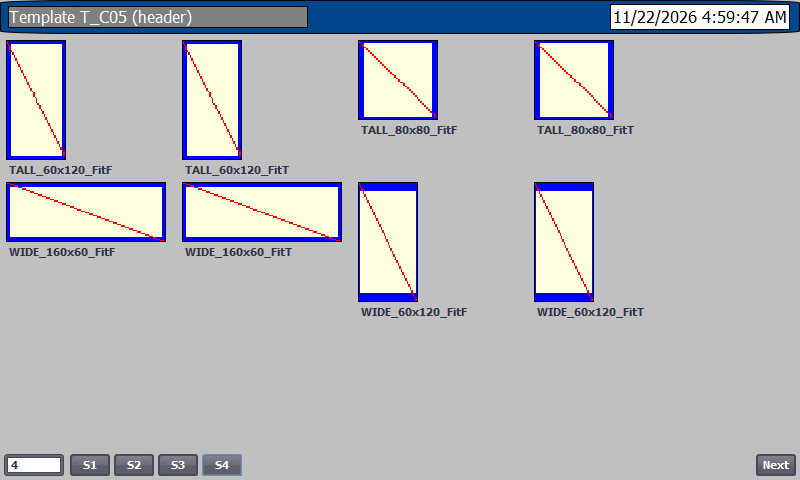 Template T_C05 (header)
11/22/2026 4:59:47 AM
TALL_80x80_FitF
TALL_80x80_FitT
TALL_60x120_FitF
TALL_60x120_FitT
WIDE_160x60_FitF
WIDE_160x60_FitT
WIDE_60x120_FitF
WIDE_60x120_FitT
4
S1
S2
S3
S4
Next